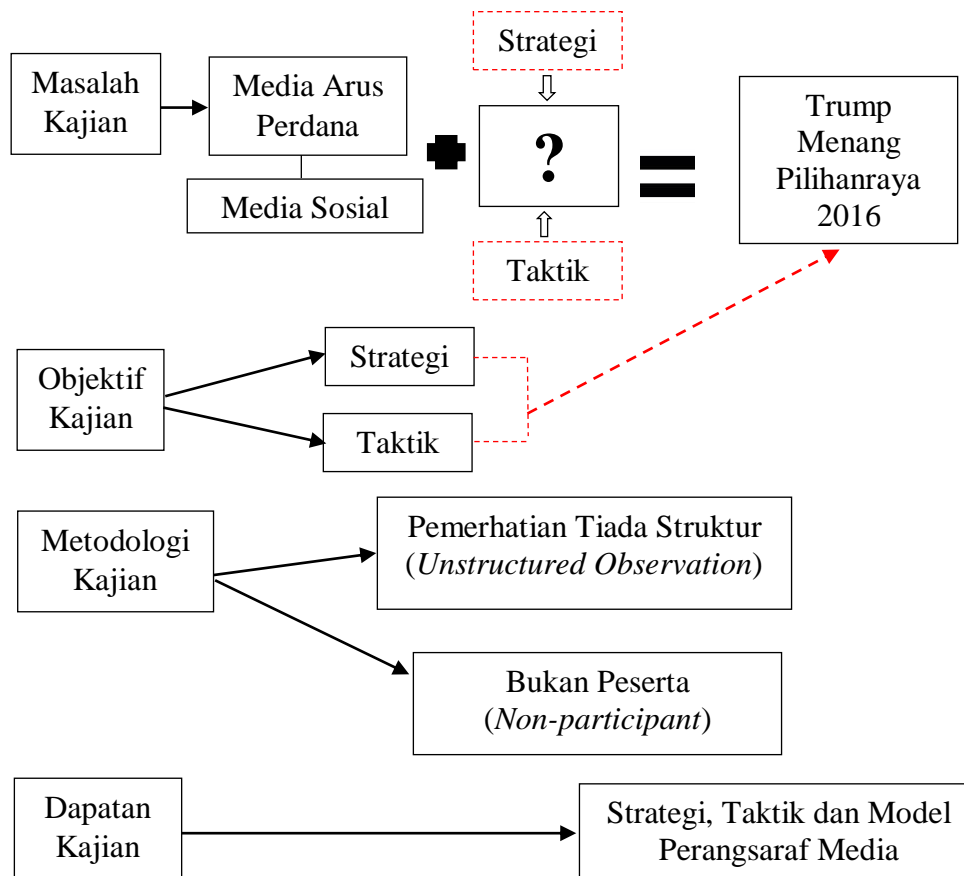 Strategi
Masalah
Kajian
Media Arus
Perdana
Media Sosial
+
?
=
Taktik
Trump
Menang
Pilihanraya
2016
Objektif
Kajian
Strategi
Taktik
Metodologi
Kajian
Pemerhatian Tiada Struktur
(Unstructured Observation)
Bukan Peserta
(Non-participant)
Dapatan
Kajian
Strategi, Taktik dan Model
Perangsaraf Media